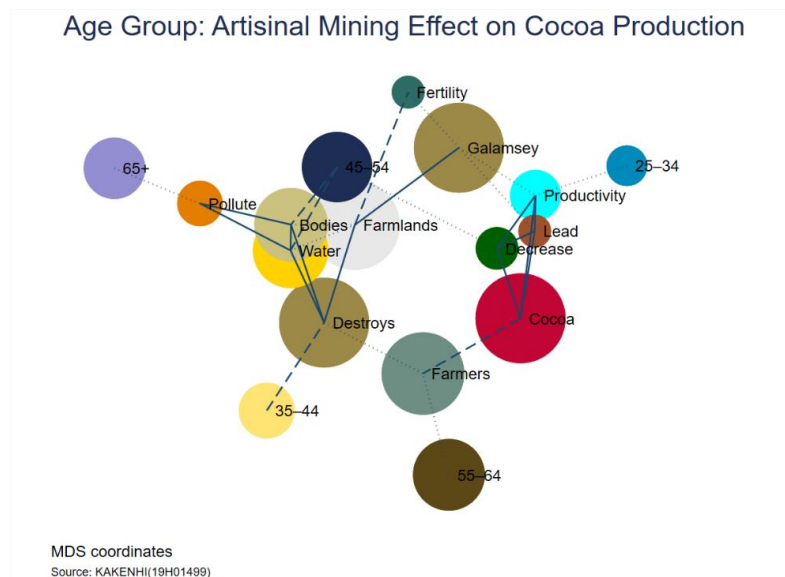 Age Group: Artisinal Mining Effect on Cocoa Production
Fertility
Galamsey
65+
45–54
25–34
Productivity
Pollute
Bodies
Farmlands
Lead
Water
Decrease
Destroys
Cocoa
Farmers
35–44
55–64
MDS coordinates
Source: KAKENHI(19H01499)